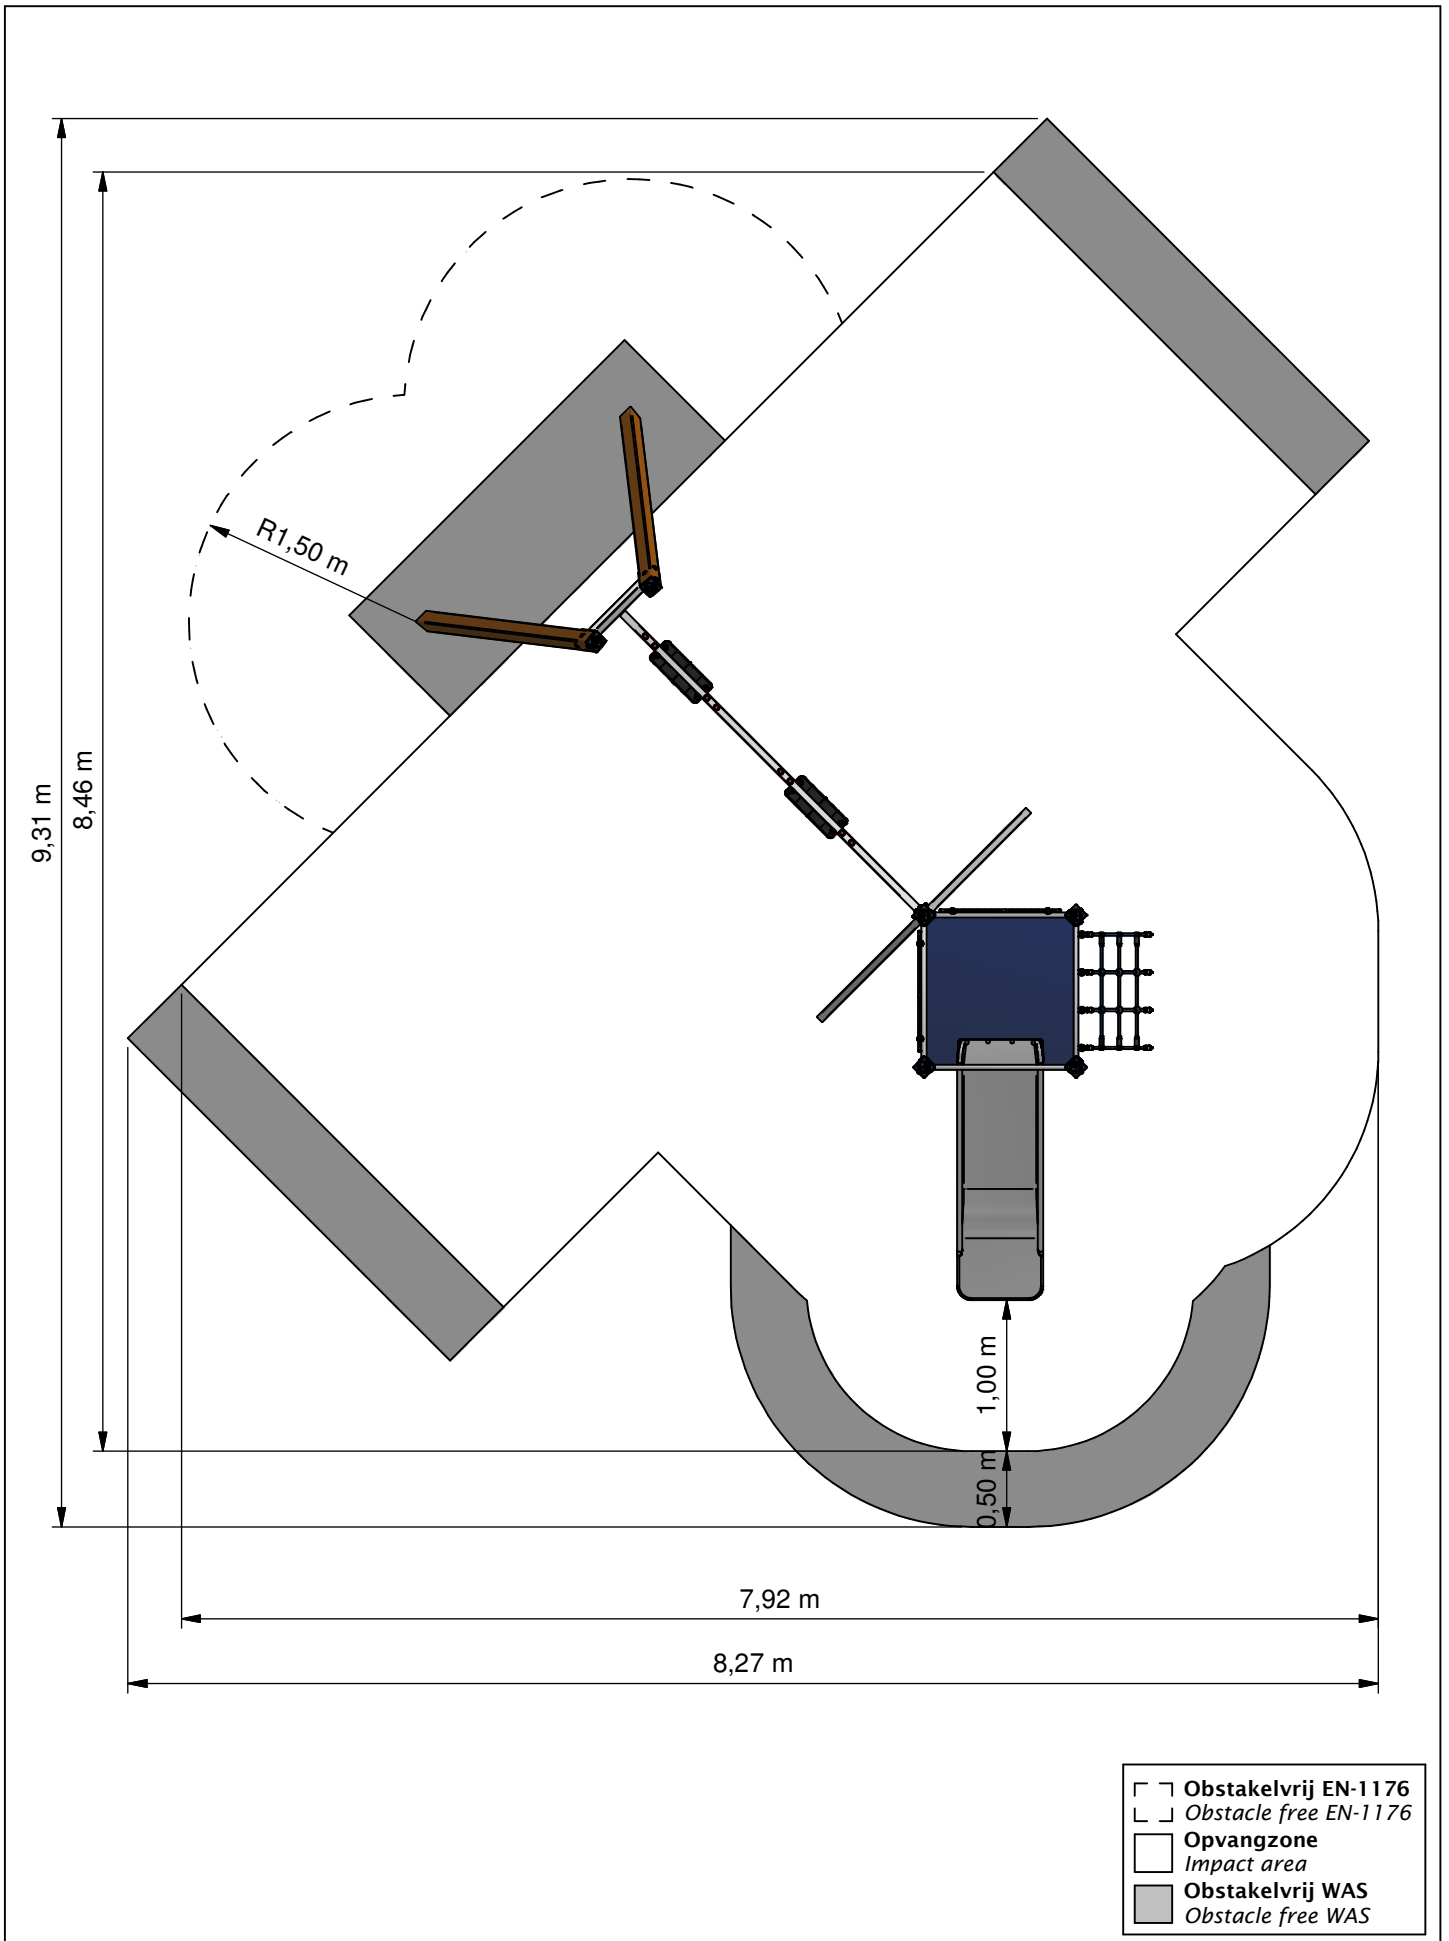 R1,50 m
9,31 m
8,46 m
1,00 m
0,50 m
7,92 m
8,27 m
Obstakelvrij EN-1176
Obstacle free EN-1176
Opvangzone
Impact area
Obstakelvrij WAS
Obstacle free WAS